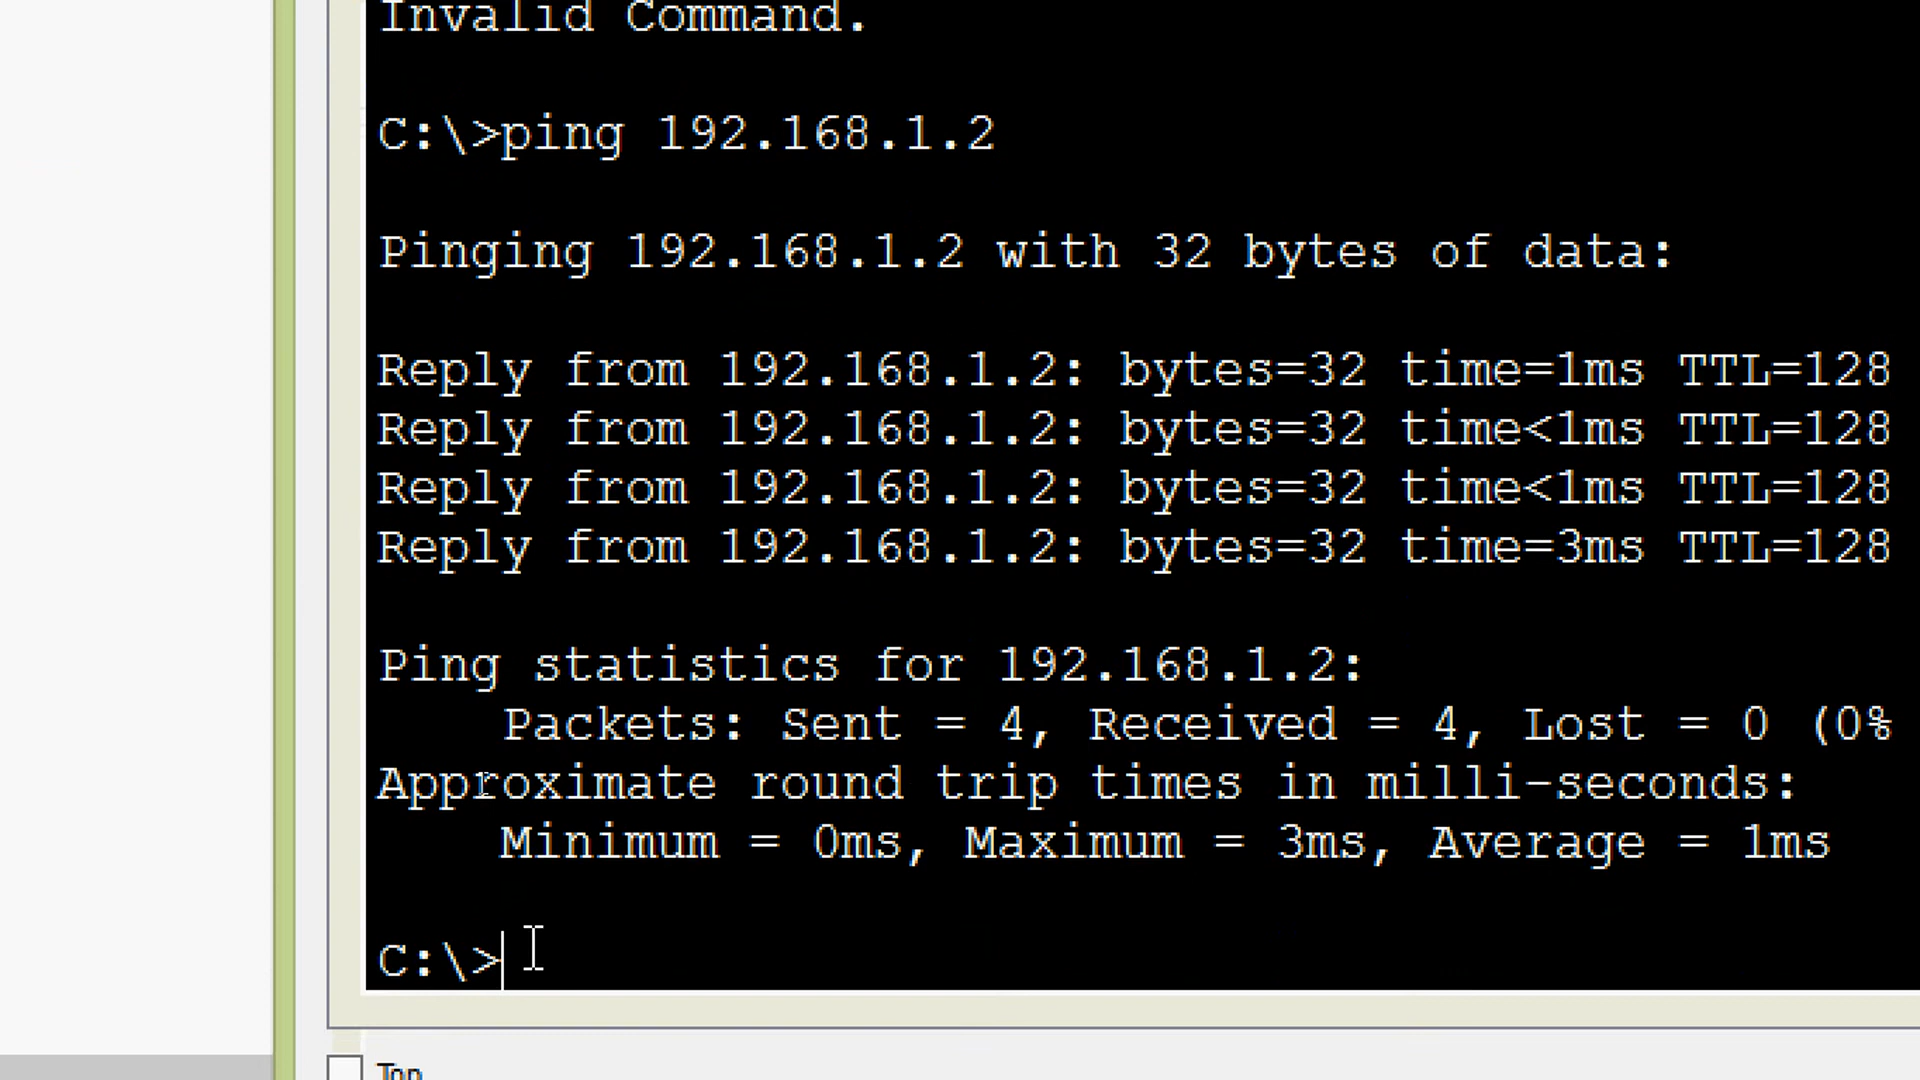 Invalid Command.
C:\>ping 192.168.1.2
Pinging 192.168.1.2 with 32 bytes of data:
Reply from 192.168.1.2: bytes=32 time=1ms TTL=128
Reply from 192.168.1.2: bytes=32 time<1ms TTL=128
Reply from 192.168.1.2: bytes=32 time<1ms TTL=128
Reply from 192.168.1.2: bytes=32 time=3ms TTL=128
Ping statistics for 192.168.1.2:
Packets: Sent = 4, Received = 4, Lost = 0 (0%
Approximate round trip times in milli-seconds:
Minimum = 0ms, Maximum = 3ms, Average = 1ms
C:\>
Top